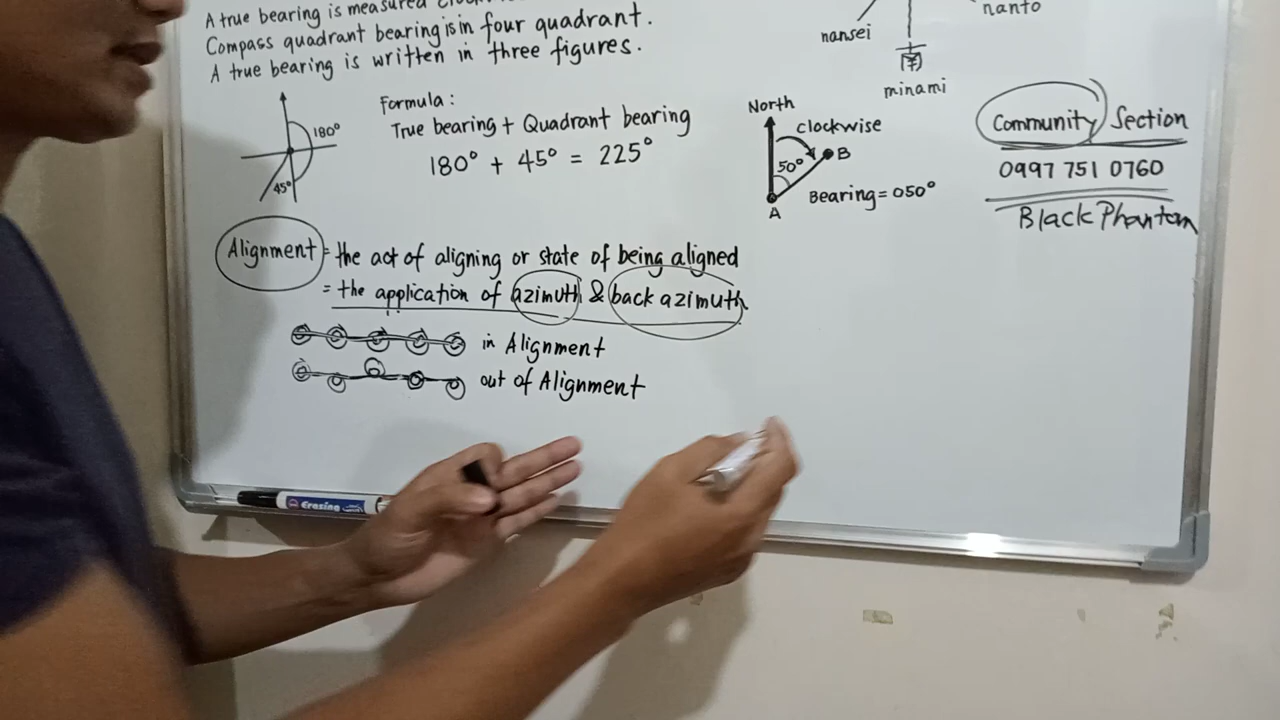 A true bearing is measured
Compass quadrant bearing is in four quadrant.
A true bearing is written in three figures.
nansei
nanto
南
minami
Formula:
True bearing + Quadrant bearing
180° + 45° = 225°
180°
45°
North
clockwise
50°
B
A
Bearing = 050°
Community Section
0997 751 0760
Black Phantom
Alignment = the act of aligning or state of being aligned
= the application of azimuth & back azimuth
in Alignment
out of Alignment
Erasing